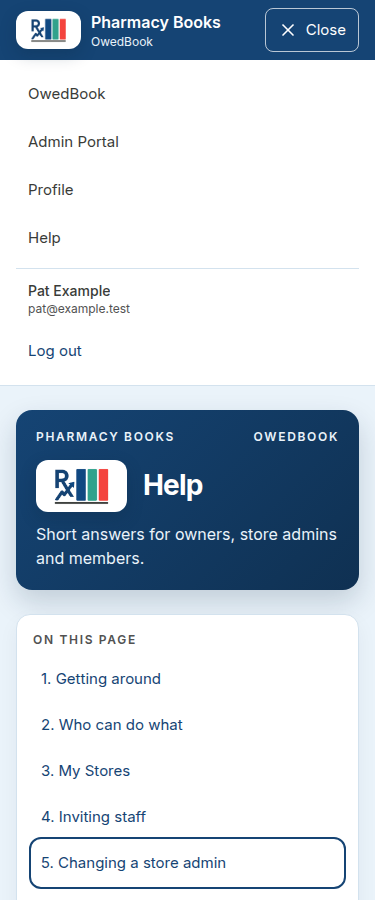 Pharmacy Books
OwedBook
Close
OwedBook
Admin Portal
Profile
Help
Pat Example
pat@example.test
Log out
PHARMACY BOOKS
OWEDBOOK
Help
Short answers for owners, store admins
and members.
ON THIS PAGE
1. Getting around
2. Who can do what
3. My Stores
4. Inviting staff
5. Changing a store admin